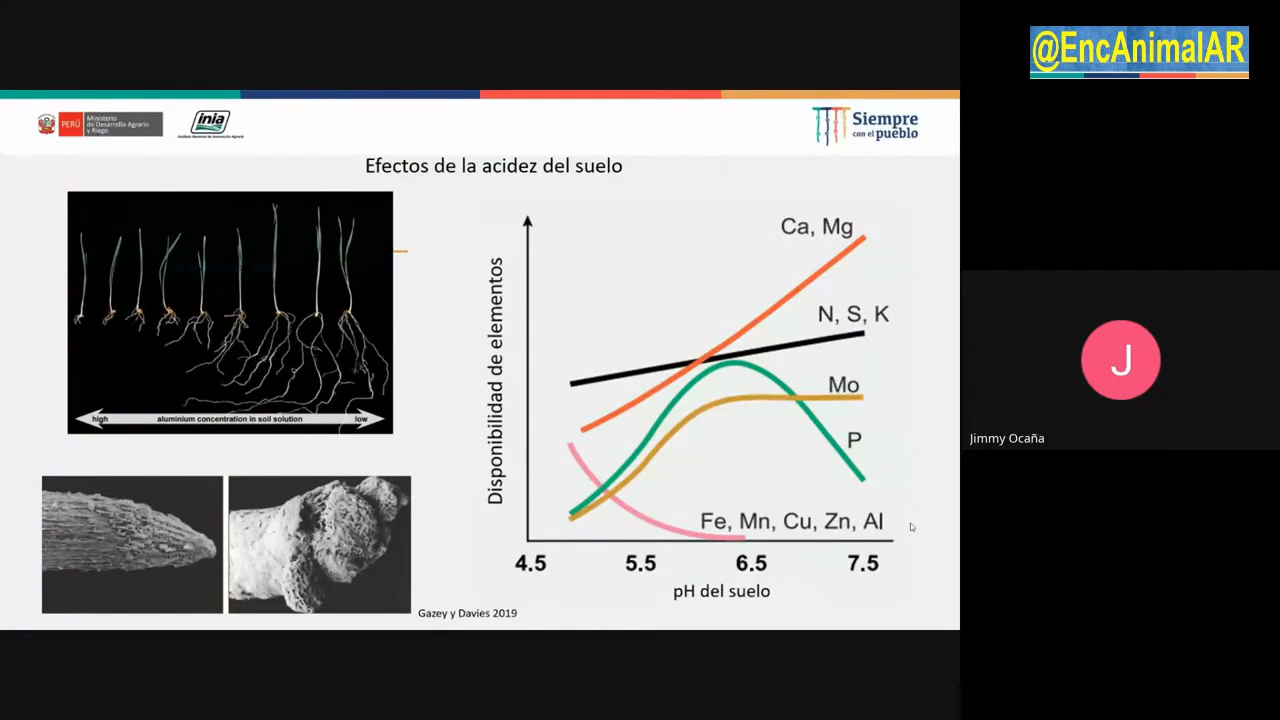 @EncAnimalAR
PERÚ
Ministerio
de Desarrollo Agrario
y Riego
inia
Instituto Nacional de Innovación Agraria
Siempre
con el pueblo
Efectos de la acidez del suelo
high
aluminium concentration in soil solution
low
Gazey y Davies 2019
Disponibilidad de elementos
Ca, Mg
N, S, K
Mo
P
Fe, Mn, Cu, Zn, Al
4.5 5.5 6.5 7.5
pH del suelo
J
Jimmy Ocaña